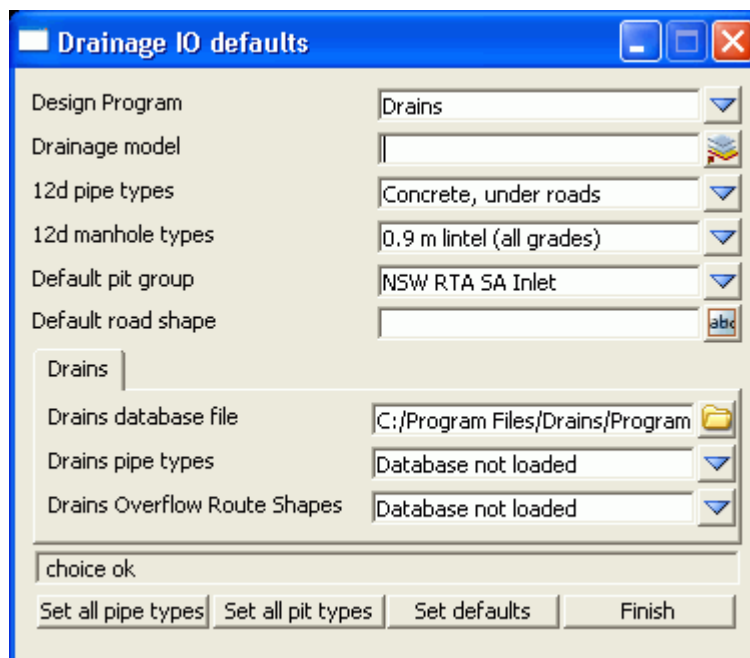 Drainage IO defaults
Design Program Drains
Drainage model
12d pipe types Concrete, under roads
12d manhole types 0.9 m lintel (all grades)
Default pit group NSW RTA SA Inlet
Default road shape abc
Drains
Drains database file C:/Program Files/Drains/Program
Drains pipe types Database not loaded
Drains Overflow Route Shapes Database not loaded
choice ok
Set all pipe types Set all pit types Set defaults Finish